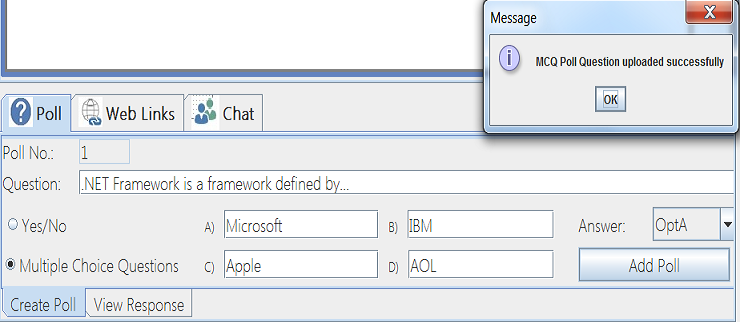 Message
MCQ Poll Question uploaded successfully
OK
Poll Web Links Chat
Poll No.: 1
Question: .NET Framework is a framework defined by...
Yes/No A) Microsoft B) IBM Answer: OptA
Multiple Choice Questions C) Apple D) AOL Add Poll
Create Poll View Response